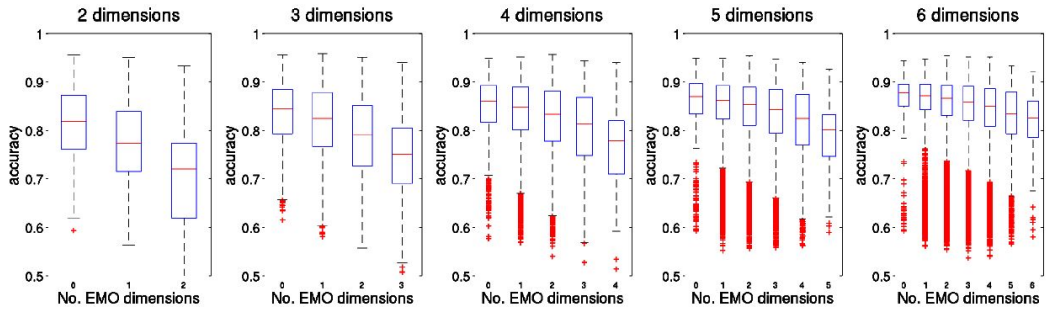 2 dimensions
1
0.9
0.8
0.7
0.6
0.5
accuracy
0 1 2
No. EMO dimensions
3 dimensions
1
0.9
0.8
0.7
0.6
0.5
accuracy
0 1 2 3
No. EMO dimensions
4 dimensions
1
0.9
0.8
0.7
0.6
0.5
accuracy
0 1 2 3 4
No. EMO dimensions
5 dimensions
1
0.9
0.8
0.7
0.6
0.5
accuracy
0 1 2 3 4 5
No. EMO dimensions
6 dimensions
1
0.9
0.8
0.7
0.6
0.5
accuracy
0 1 2 3 4 5 6
No. EMO dimensions